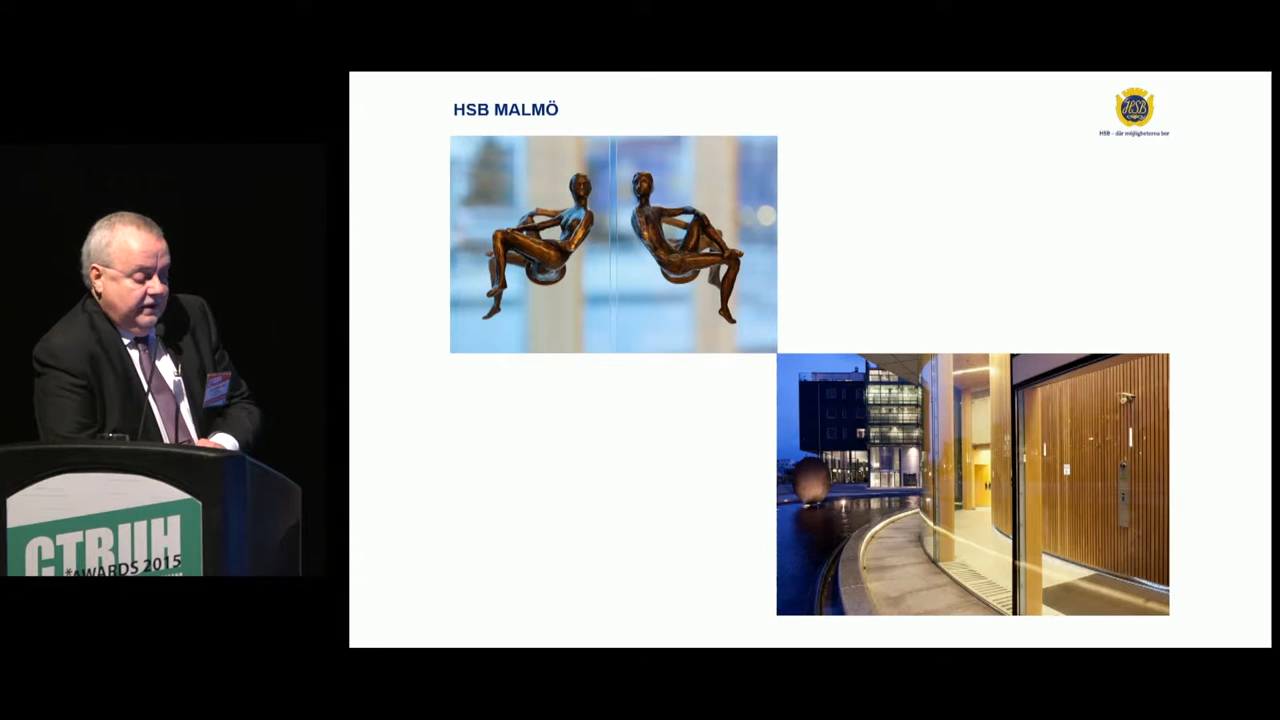 HSB MALMÖ
HSB
HSB – där möjligheterna bor
CTBUH
*AWARDS 2015